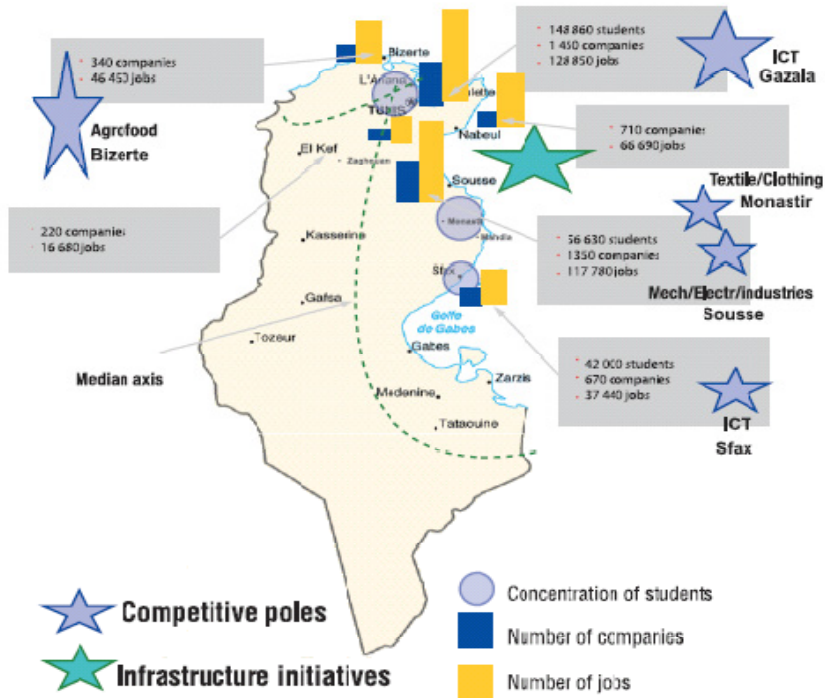 340 companies
jobs
Agrofood
Bizerte
Bizerte
148 860 students
1 450 companies
128 850 jobs
ICT
Gazala
L'Ariana
TUNIS
Nabeul
710 companies
66 690 jobs
El Kef
Zaghouan
Sousse
Textile/Clothing
Monastir
220 companies
16 680 jobs
Kasserine
Mahdia
56 630 students
1350 companies
117 780 jobs
Mech/Electr/industries
Sousse
Sfax
Gafsa
Golfe
de Gabes
Tozeur
Gabes
Median axis
Zarzis
Medenine
Tataouine
42 000 students
670 companies
37 440 jobs
ICT
Sfax
Competitive poles
Infrastructure initiatives
Concentration of students
Number of companies
Number of jobs